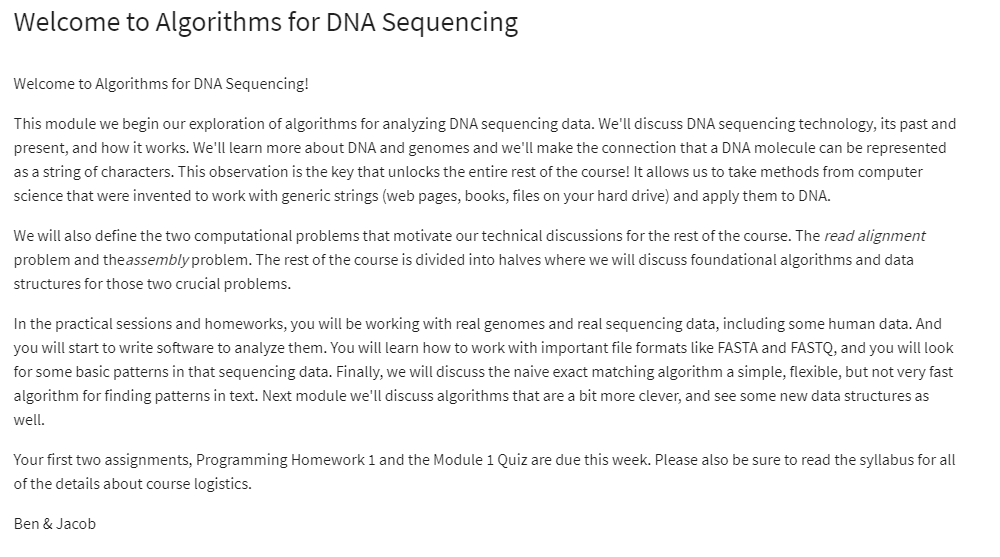 Welcome to Algorithms for DNA Sequencing
Welcome to Algorithms for DNA Sequencing!
This module we begin our exploration of algorithms for analyzing DNA sequencing data. We'll discuss DNA sequencing technology, its past and
present, and how it works. We'll learn more about DNA and genomes and we'll make the connection that a DNA molecule can be represented
as a string of characters. This observation is the key that unlocks the entire rest of the course! It allows us to take methods from computer
science that were invented to work with generic strings (web pages, books, files on your hard drive) and apply them to DNA.
We will also define the two computational problems that motivate our technical discussions for the rest of the course. The read alignment
problem and theassembly problem. The rest of the course is divided into halves where we will discuss foundational algorithms and data
structures for those two crucial problems.
In the practical sessions and homeworks, you will be working with real genomes and real sequencing data, including some human data. And
you will start to write software to analyze them. You will learn how to work with important file formats like FASTA and FASTQ, and you will look
for some basic patterns in that sequencing data. Finally, we will discuss the naive exact matching algorithm a simple, flexible, but not very fast
algorithm for finding patterns in text. Next module we'll discuss algorithms that are a bit more clever, and see some new data structures as
well.
Your first two assignments, Programming Homework 1 and the Module 1 Quiz are due this week. Please also be sure to read the syllabus for all
of the details about course logistics.
Ben & Jacob